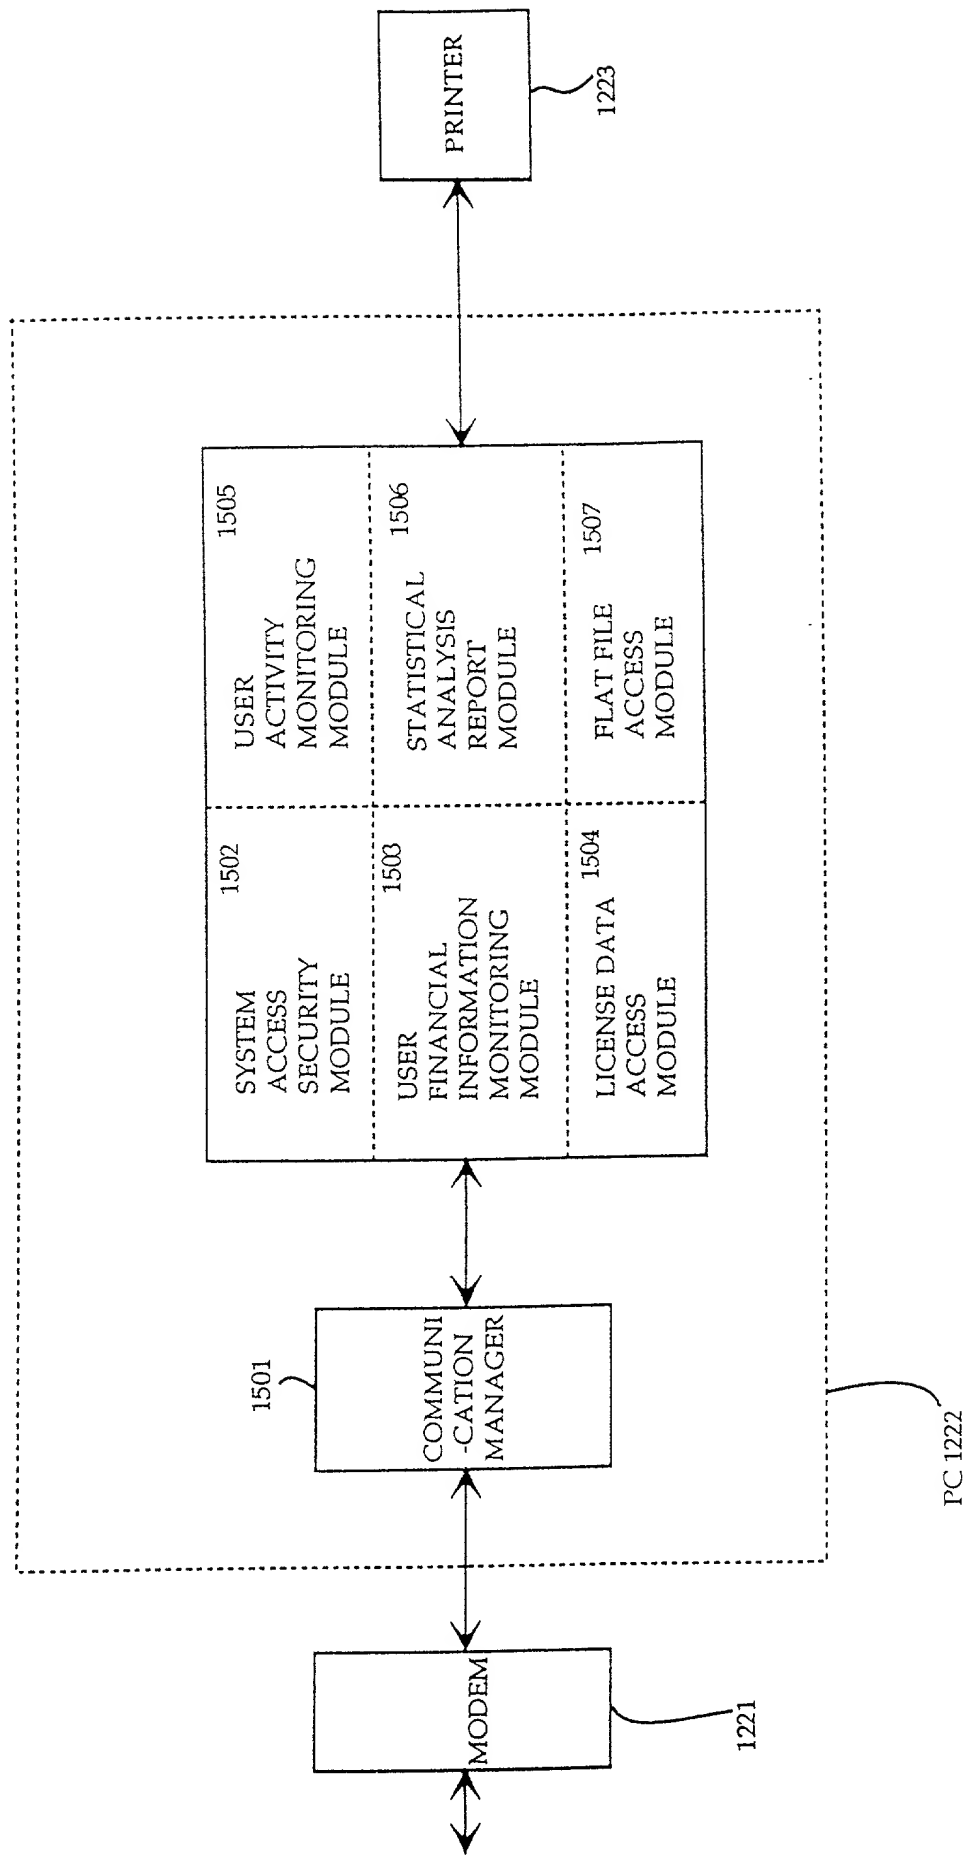 MODEM
1221
COMMUNI
-CATION
MANAGER
1501
SYSTEM
ACCESS
SECURITY
MODULE
1502
USER
FINANCIAL
INFORMATION
MONITORING
MODULE
1503
LICENSE DATA
ACCESS
MODULE
1504
USER
ACTIVITY
MONITORING
MODULE
1505
STATISTICAL
ANALYSIS
REPORT
MODULE
1506
FLAT FILE
ACCESS
MODULE
1507
PRINTER
1223
PC 1222